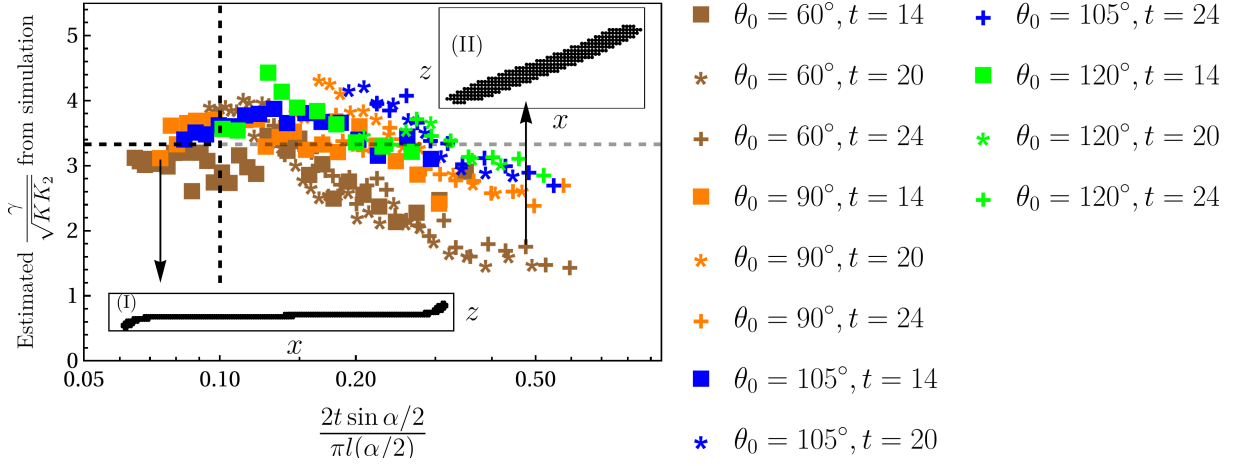 Estimated γ/√(KK₂) from simulation
5
4
3
2
1
0
0.05
0.10
0.20
0.50
2t sin α/2
πl(α/2)
(I)
z
x
(II)
z
x
θ₀ = 60°, t = 14
θ₀ = 60°, t = 20
θ₀ = 60°, t = 24
θ₀ = 90°, t = 14
θ₀ = 90°, t = 20
θ₀ = 90°, t = 24
θ₀ = 105°, t = 14
θ₀ = 105°, t = 20
θ₀ = 105°, t = 24
θ₀ = 120°, t = 14
θ₀ = 120°, t = 20
θ₀ = 120°, t = 24